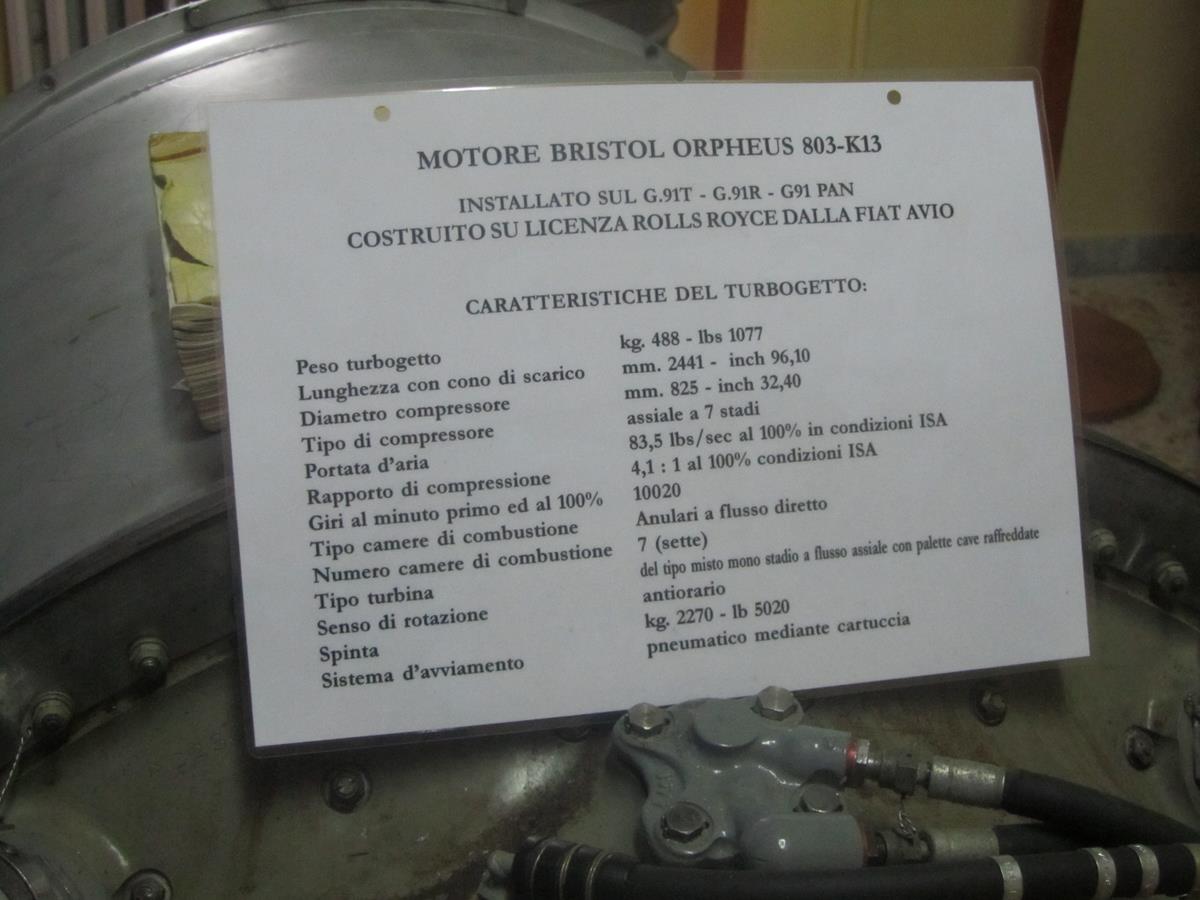 MOTORE BRISTOL ORPHEUS 803-K13
INSTALLATO SUL G.91T - G.91R - G91 PAN
COSTRUITO SU LICENZA ROLLS ROYCE DALLA FIAT AVIO
CARATTERISTICHE DEL TURBOGETTO:
Peso turbogetto kg. 488 - lbs 1077
Lunghezza con cono di scarico mm. 2441 - inch 96,10
Diametro compressore mm. 825 - inch 32,40
Tipo di compressore assiale a 7 stadi
Portata d'aria 83,5 lbs/sec al 100% in condizioni ISA
Rapporto di compressione 4,1 : 1 al 100% condizioni ISA
Giri al minuto primo ed al 100% 10020
Tipo camere di combustione Anulari a flusso diretto
Numero camere di combustione 7 (sette)
Tipo turbina del tipo misto mono stadio a flusso assiale con palette cave raffreddate
Senso di rotazione antiorario
Spinta kg. 2270 - lb 5020
Sistema d'avviamento pneumatico mediante cartuccia